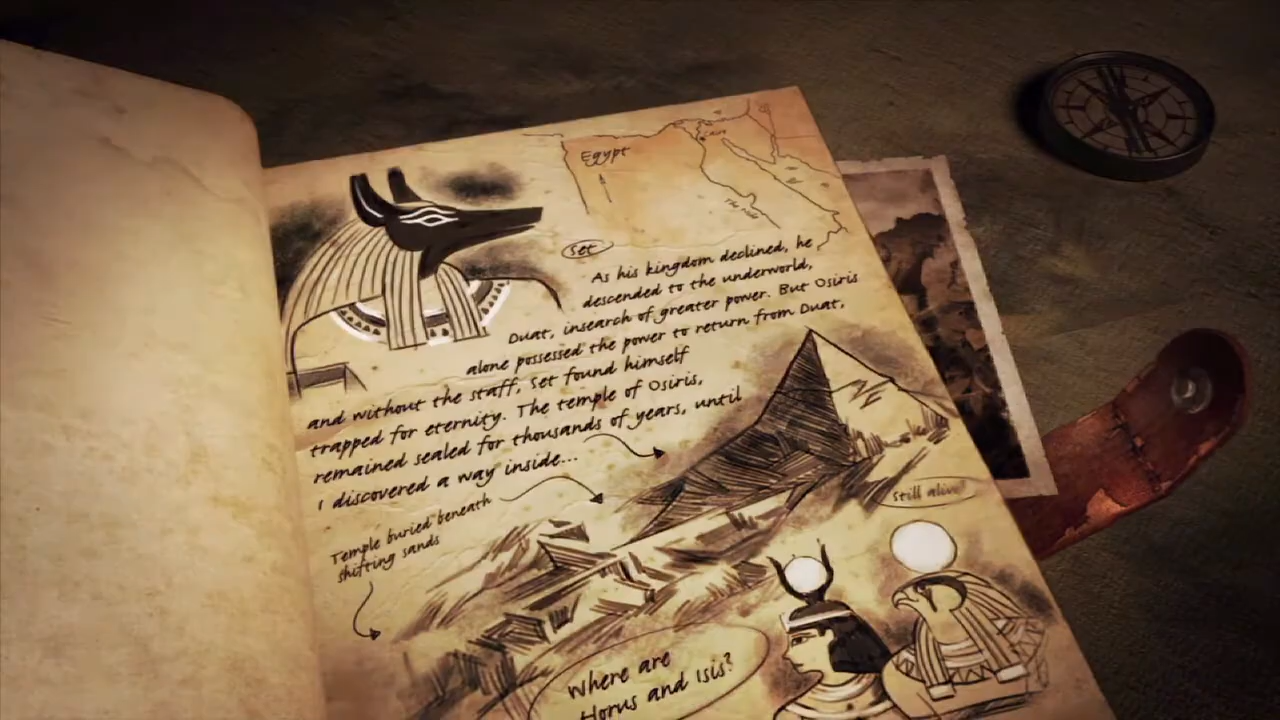 Egypt
Cairo
The Nile
Set
As his kingdom declined, he
descended to the underworld,
Duat, insearch of greater power. But Osiris
alone possessed the power to return from Duat,
and without the staff, Set found himself
trapped for eternity. The temple of Osiris,
remained sealed for thousands of years, until
I discovered a way inside...
Temple buried beneath
shifting sands
still alive?
Where are
Horus and Isis?